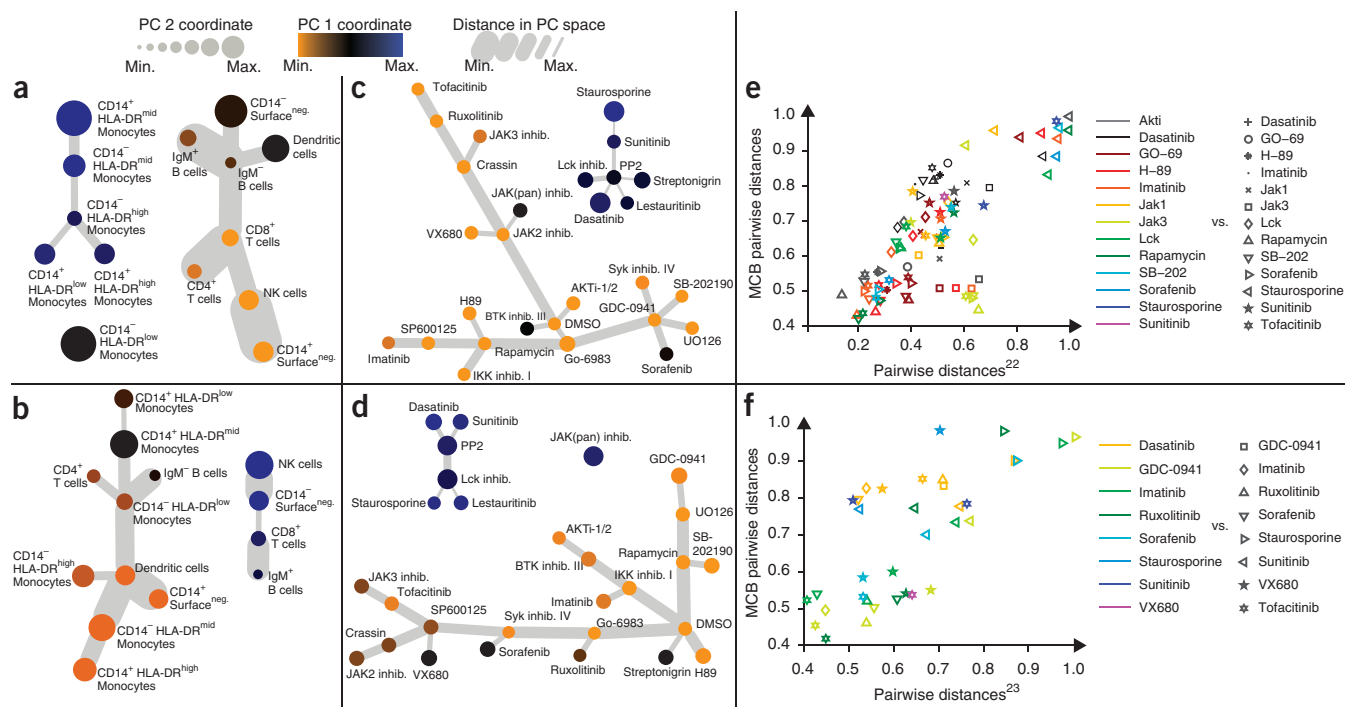 PC 2 coordinate
Min.
Max.
PC 1 coordinate
Min.
Max.
Distance in PC space
Min.
Max.
a
CD14+
HLA-DRmid
Monocytes
CD14−
HLA-DRmid
Monocytes
CD14−
HLA-DRhigh
Monocytes
CD14+
HLA-DRlow
Monocytes
CD14+
HLA-DRhigh
Monocytes
CD14−
HLA-DRlow
Monocytes
CD14−
Surfaceneg.
IgM+
B cells
Dendritic
cells
IgM−
B cells
CD8+
T cells
CD4+
T cells
NK cells
CD14+
Surfaceneg.
b
CD14+ HLA-DRlow
Monocytes
CD14+ HLA-DRmid
Monocytes
CD4+
T cells
IgM− B cells
CD14− HLA-DRlow
Monocytes
CD14−
HLA-DRhigh
Monocytes
Dendritic cells
CD14+
Surfaceneg.
CD14− HLA-DRmid
Monocytes
CD14+ HLA-DRhigh
Monocytes
NK cells
CD14−
Surfaceneg.
CD8+
T cells
IgM+
B cells
c
Tofacitinib
Ruxolitinib
JAK3 inhib.
Crassin
JAK(pan) inhib.
VX680
JAK2 inhib.
Staurosporine
Sunitinib
Lck inhib.
PP2
Streptonigrin
Dasatinib
Lestauritinib
H89
SP600125
BTK inhib. III
AKTi-1/2
DMSO
Imatinib
Rapamycin
Go-6983
IKK inhib. I
Syk inhib. IV
GDC-0941
SB-202190
UO126
Sorafenib
d
Dasatinib
Sunitinib
PP2
Lck inhib.
Staurosporine
Lestauritinib
JAK(pan) inhib.
GDC-0941
UO126
AKTi-1/2
BTK inhib. III
Rapamycin
SB-
202190
IKK inhib. I
Imatinib
JAK3 inhib.
Tofacitinib
SP600125
Syk inhib. IV
Go-6983
DMSO
Crassin
JAK2 inhib.
VX680
Sorafenib
Ruxolitinib
Streptonigrin
H89
e
MCB pairwise distances
1.0
0.9
0.8
0.7
0.6
0.5
0.4
0.2
0.4
0.6
0.8
1.0
Pairwise distances22
Akti
Dasatinib
GO-69
H-89
Imatinib
Jak1
Jak3
Lck
Rapamycin
SB-202
Sorafenib
Staurosporine
Sunitinib
vs.
Dasatinib
GO-69
H-89
Imatinib
Jak1
Jak3
Lck
Rapamycin
SB-202
Sorafenib
Staurosporine
Sunitinib
Tofacitinib
f
MCB pairwise distances
1.0
0.9
0.8
0.7
0.6
0.5
0.4
0.4
0.5
0.6
0.7
0.8
0.9
1.0
Pairwise distances23
Dasatinib
GDC-0941
Imatinib
Ruxolitinib
Sorafenib
Staurosporine
Sunitinib
VX680
vs.
GDC-0941
Imatinib
Ruxolitinib
Sorafenib
Staurosporine
Sunitinib
VX680
Tofacitinib